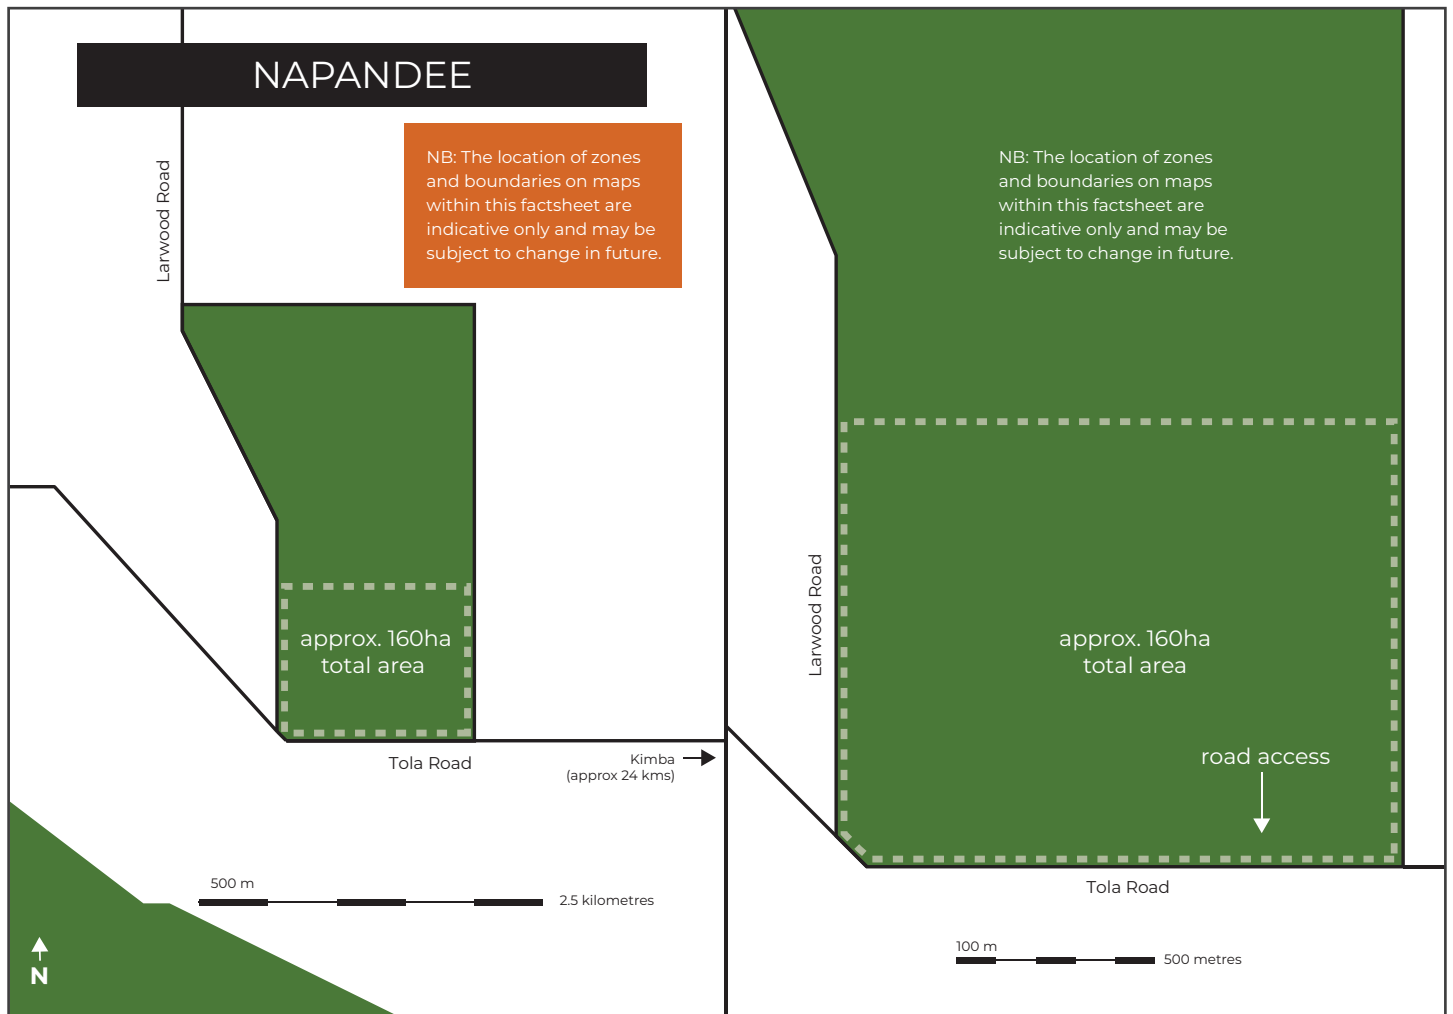 NAPANDEE
Larwood Road
NB: The location of zones
and boundaries on maps
within this factsheet are
indicative only and may be
subject to change in future.
approx. 160ha
total area
Tola Road
Kimba
(approx 24 kms)
500 m
2.5 kilometres
N
NB: The location of zones
and boundaries on maps
within this factsheet are
indicative only and may be
subject to change in future.
Larwood Road
approx. 160ha
total area
road access
Tola Road
100 m
500 metres